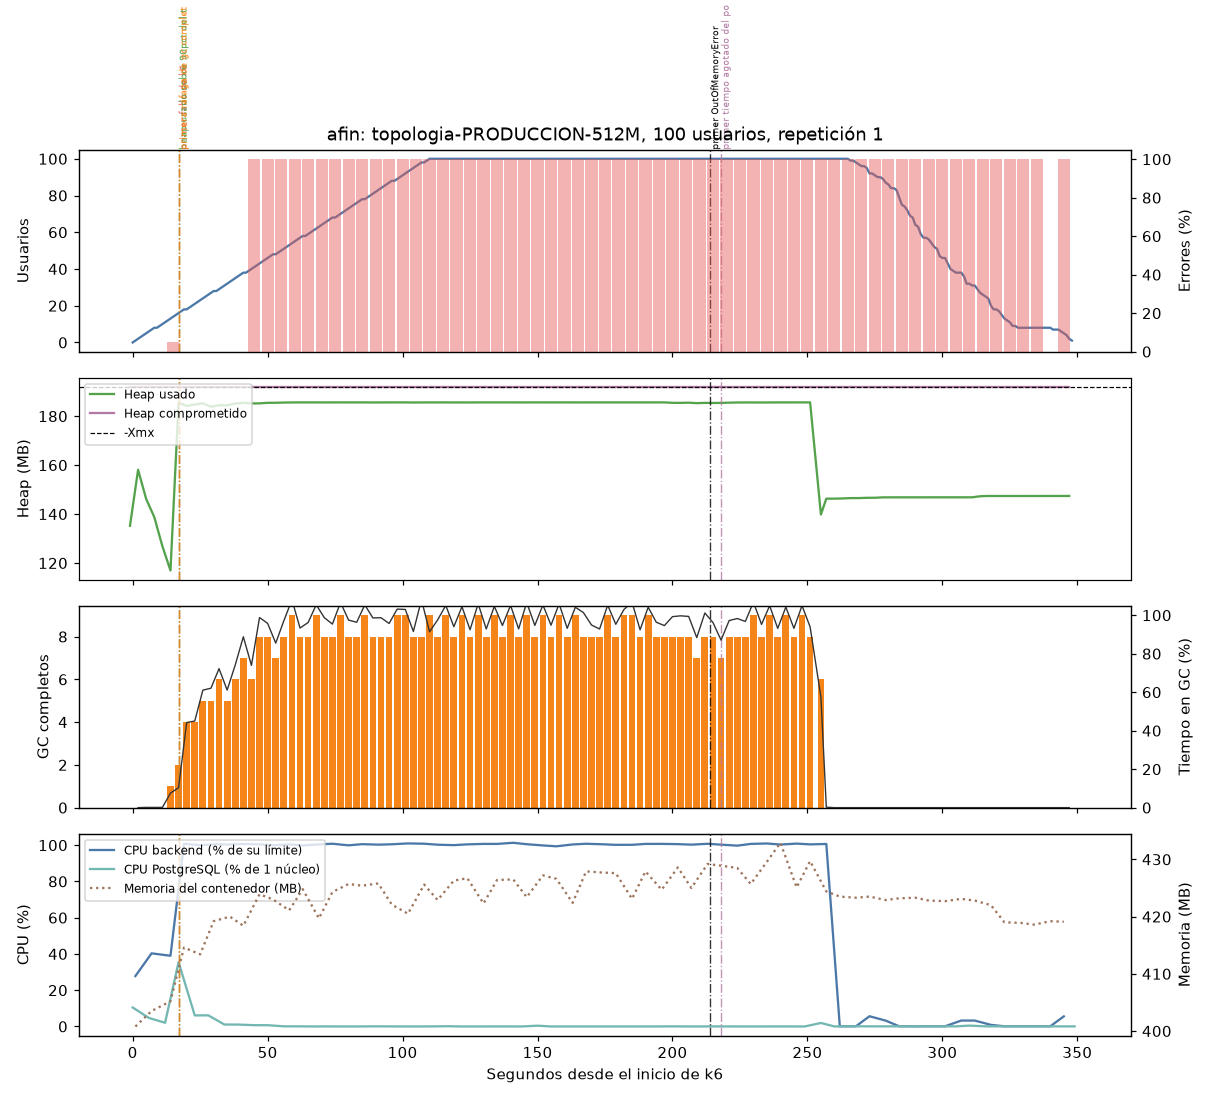 primer OutOfMemoryError
primer tiempo agotado del po
afin: topologia-PRODUCCION-512M, 100 usuarios, repetición 1
Usuarios
100
80
60
40
20
0
Errores (%)
100
80
60
40
20
0
Heap (MB)
180
160
140
120
Heap usado
Heap comprometido
-Xmx
GC completos
8
6
4
2
0
Tiempo en GC (%)
100
80
60
40
20
0
CPU (%)
100
80
60
40
20
0
CPU backend (% de su límite)
CPU PostgreSQL (% de 1 núcleo)
Memoria del contenedor (MB)
Memoria (MB)
430
420
410
400
0 50 100 150 200 250 300 350
Segundos desde el inicio de k6